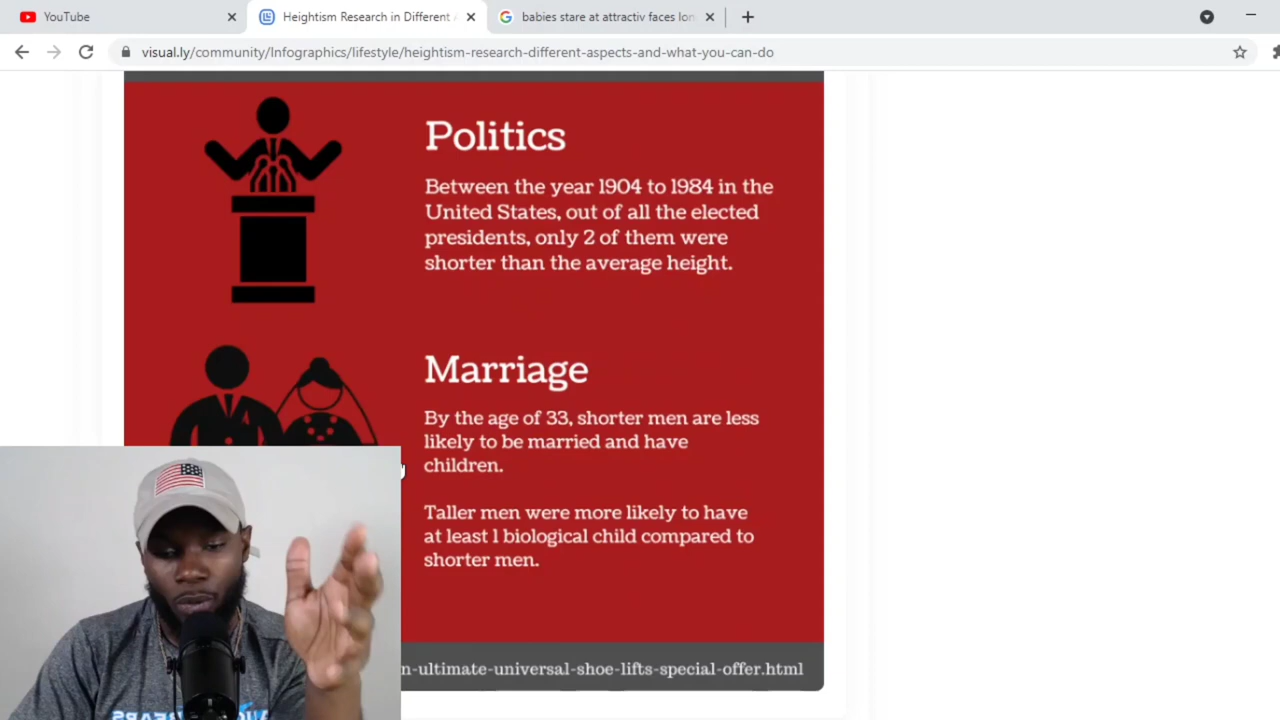 YouTube
Heightism Research in Different
babies stare at attractiv faces lon
visual.ly/community/Infographics/lifestyle/heightism-research-different-aspects-and-what-you-can-do
Politics
Between the year 1904 to 1984 in the
United States, out of all the elected
presidents, only 2 of them were
shorter than the average height.
Marriage
By the age of 33, shorter men are less
likely to be married and have
children.
Taller men were more likely to have
at least 1 biological child compared to
shorter men.
n-ultimate-universal-shoe-lifts-special-offer.html